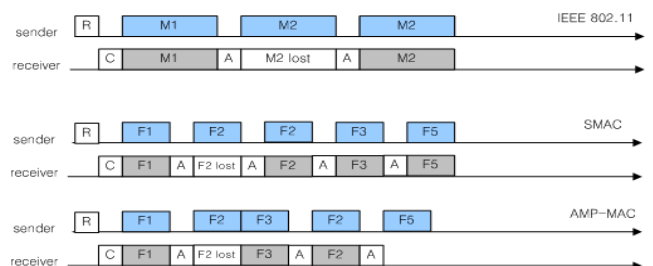 IEEE 802.11
sender R M1 M2 M2
receiver C M1 A M2 lost A M2
SMAC
sender R F1 F2 F2 F3 F5
receiver C F1 A F2 lost A F2 A F3 A F5
AMP-MAC
sender R F1 F2 F3 F2 F5
receiver C F1 A F2 lost F3 A F2 A